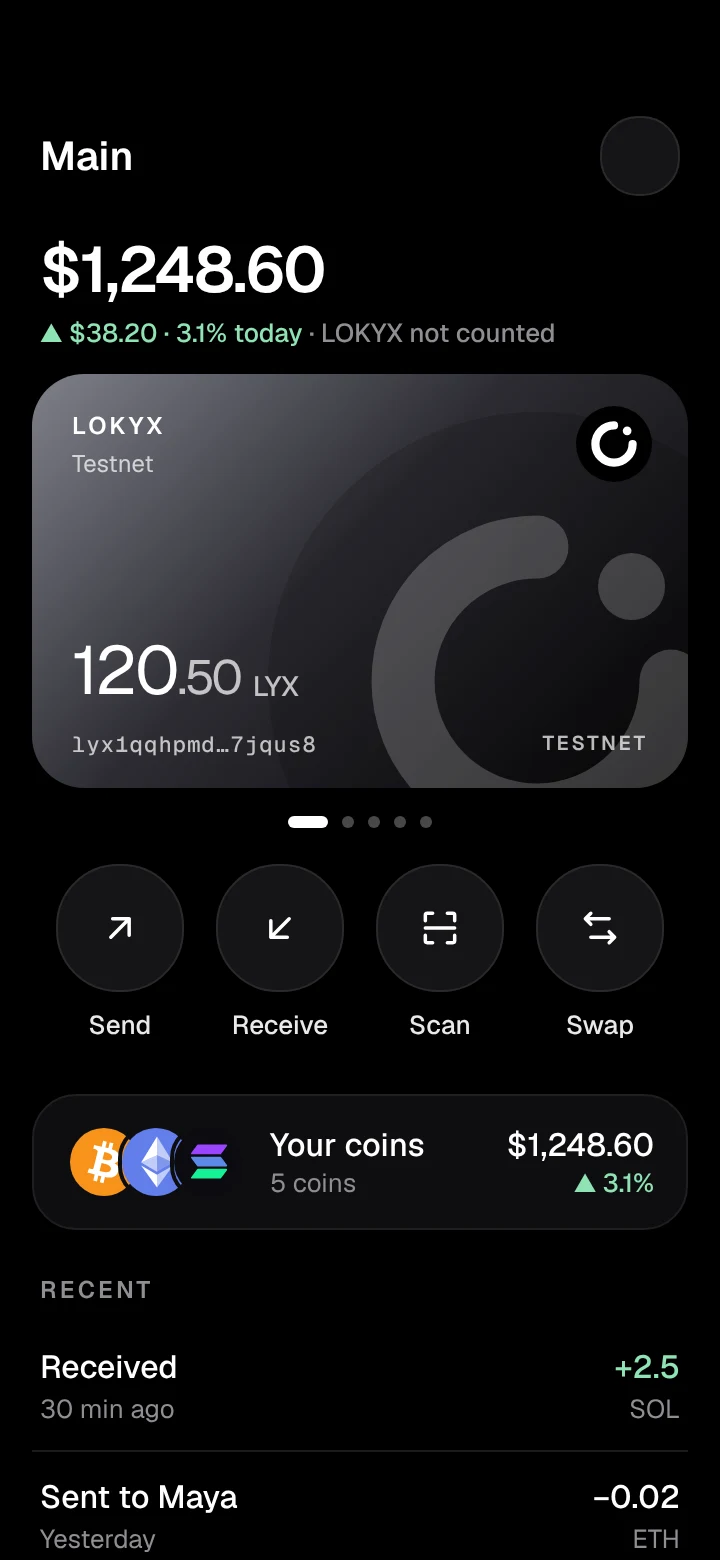 Main
$1,248.60
▲ $38.20 · 3.1% today · LOKYX not counted
LOKYX
Testnet
120.50 LYX
lyx1qqhpmd…7jqus8
TESTNET
Send
Receive
Scan
Swap
Your coins
$1,248.60
5 coins
▲ 3.1%
RECENT
Received
+2.5
30 min ago
SOL
Sent to Maya
−0.02
Yesterday
ETH